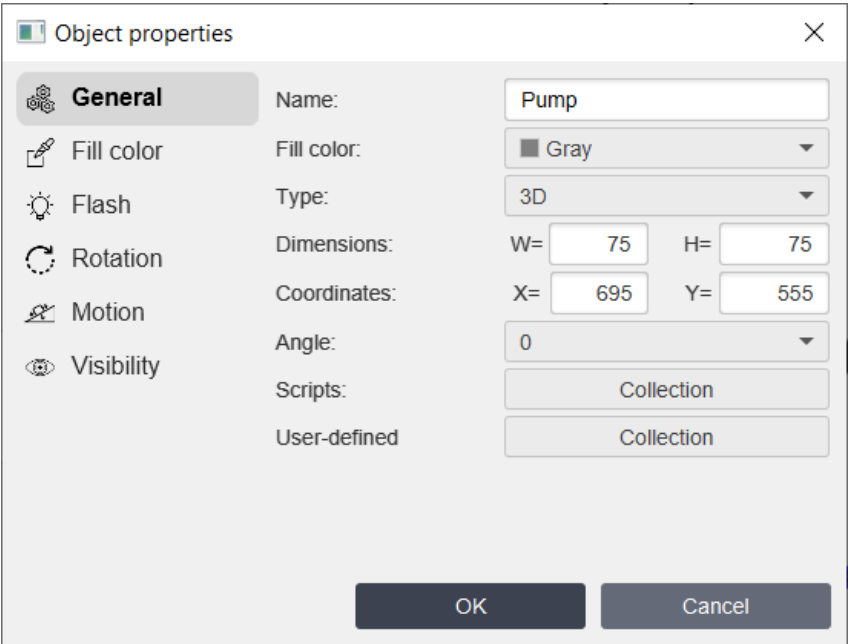 Object properties
General
Fill color
Flash
Rotation
Motion
Visibility
Name: Pump
Fill color: Gray
Type: 3D
Dimensions: W= 75 H= 75
Coordinates: X= 695 Y= 555
Angle: 0
Scripts: Collection
User-defined Collection
OK Cancel